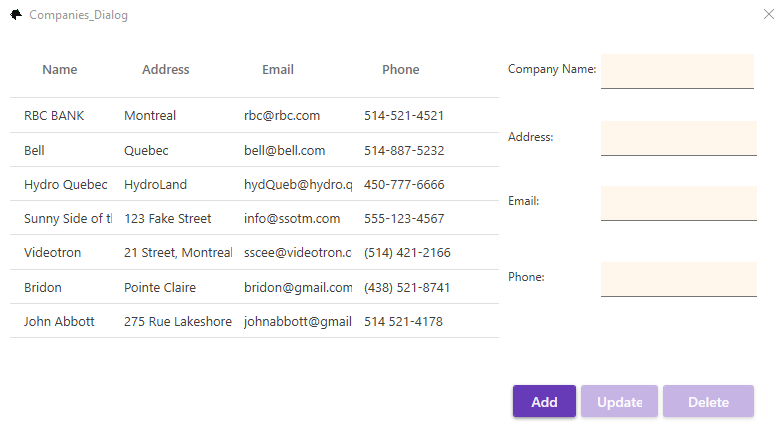 Companies_Dialog
Name Address Email Phone
RBC BANK Montreal rbc@rbc.com 514-521-4521
Bell Quebec bell@bell.com 514-887-5232
Hydro Quebec HydroLand hydQueb@hydro.q 450-777-6666
Sunny Side of t 123 Fake Street info@ssotm.com 555-123-4567
Videotron 21 Street, Montreal sscee@videotron.c (514) 421-2166
Bridon Pointe Claire bridon@gmail.com (438) 521-8741
John Abbott 275 Rue Lakeshore johnabbott@gmail 514 521-4178
Company Name:
Address:
Email:
Phone:
Add Update Delete